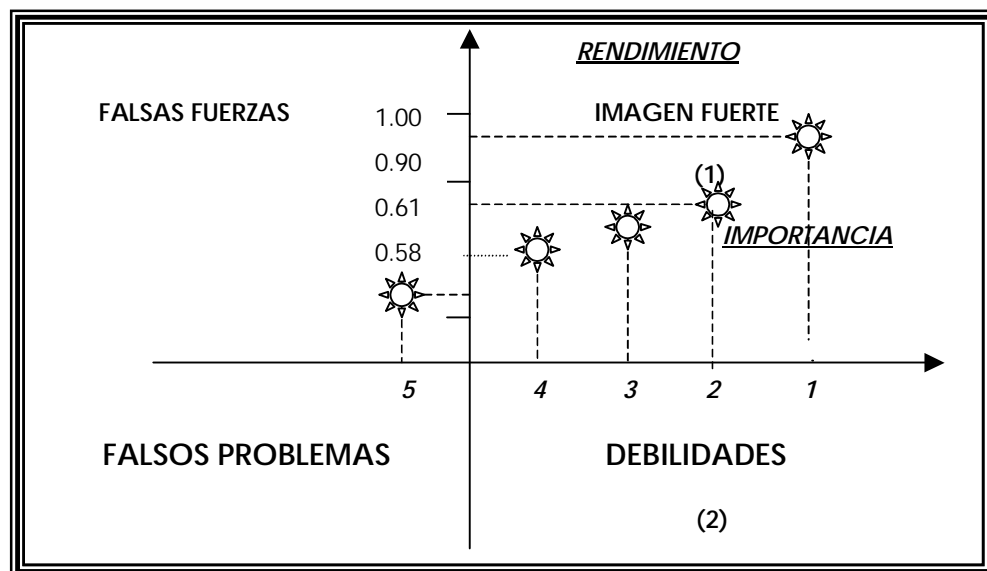 RENDIMIENTO
FALSAS FUERZAS 1.00 IMAGEN FUERTE
0.90
(1)
0.61
IMPORTANCIA
0.58
5 4 3 2 1
FALSOS PROBLEMAS DEBILIDADES
(2)